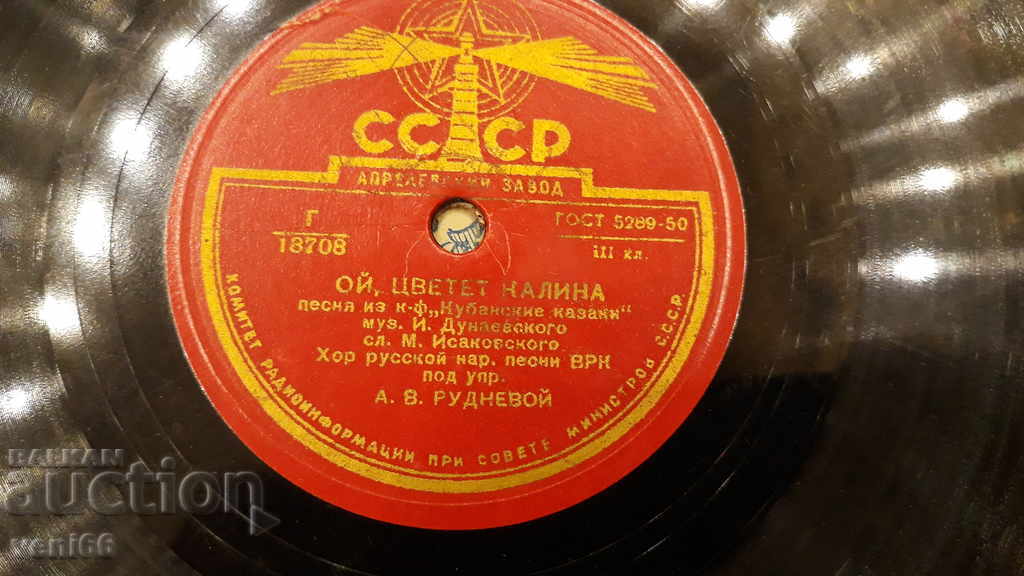 СССР
АПРЕЛЕВСКИЙ ЗАВОД
Г
18708
ГОСТ 5289-50
III кл.
ОЙ, ЦВЕТЕТ КАЛИНА
песня из к-ф „Кубанские казаки"
муз. И. Дунаевского
сл. М. Исаковского
Хор русской нар. песни ВРК
под упр.
А. В. РУДНЕВОЙ
КОМИТЕТ РАДИОИНФОРМАЦИИ ПРИ СОВЕТЕ МИНИСТРОВ СССР
BALKAN
auction
veni66